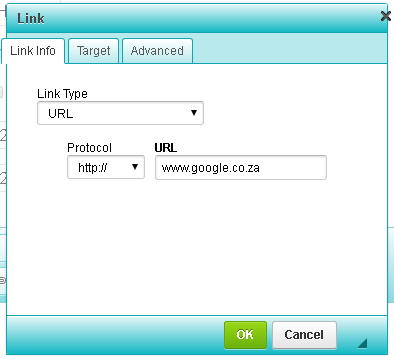 Link
Link Info Target Advanced
Link Type
URL
Protocol URL
http:// www.google.co.za
OK Cancel